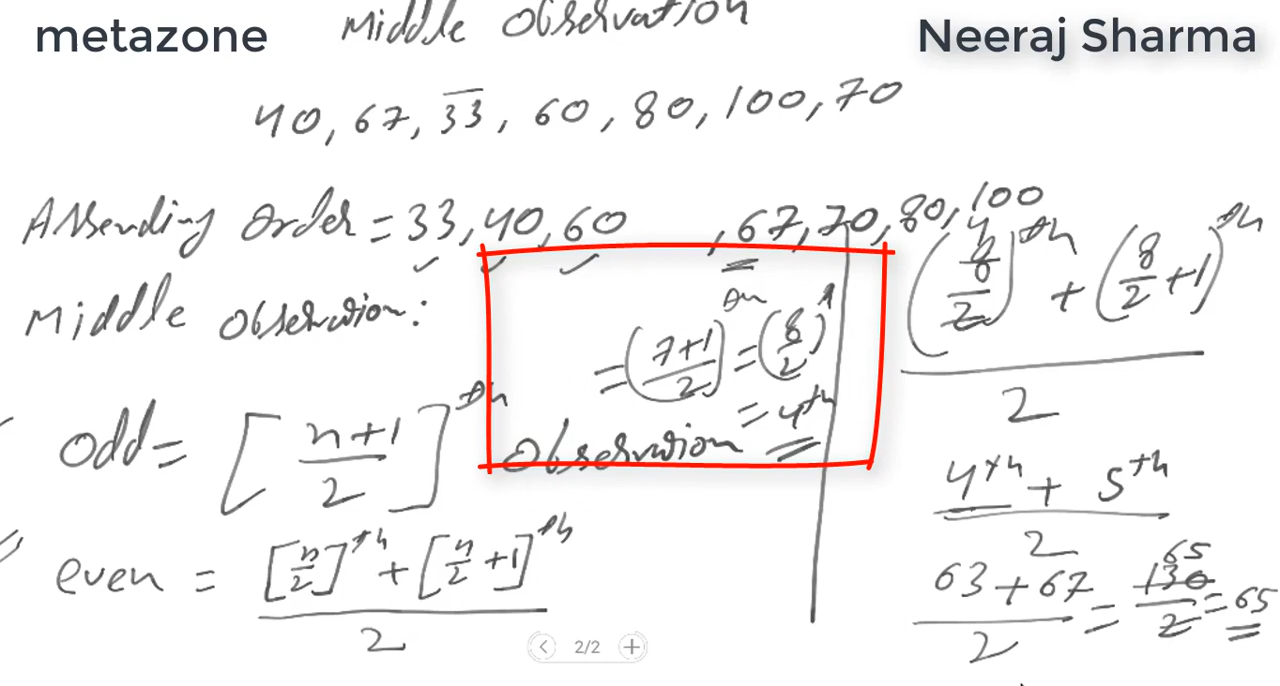 metazone
Middle Observation
Neeraj Sharma
40, 67, 33, 60, 80, 100, 70
Assending Order = 33, 40, 60 , 67, 70, 80, 100
Middle Observation:
= (7+1/2)th = (8/2)
= 4th
odd = [n+1/2]th Observation
even = [n/2]th + [n/2 +1]th / 2
(8/2)th + (8/2 +1)th / 2
4th + 5th / 2
63 + 67 / 2 = 130 / 2 = 65
65
4
2/2